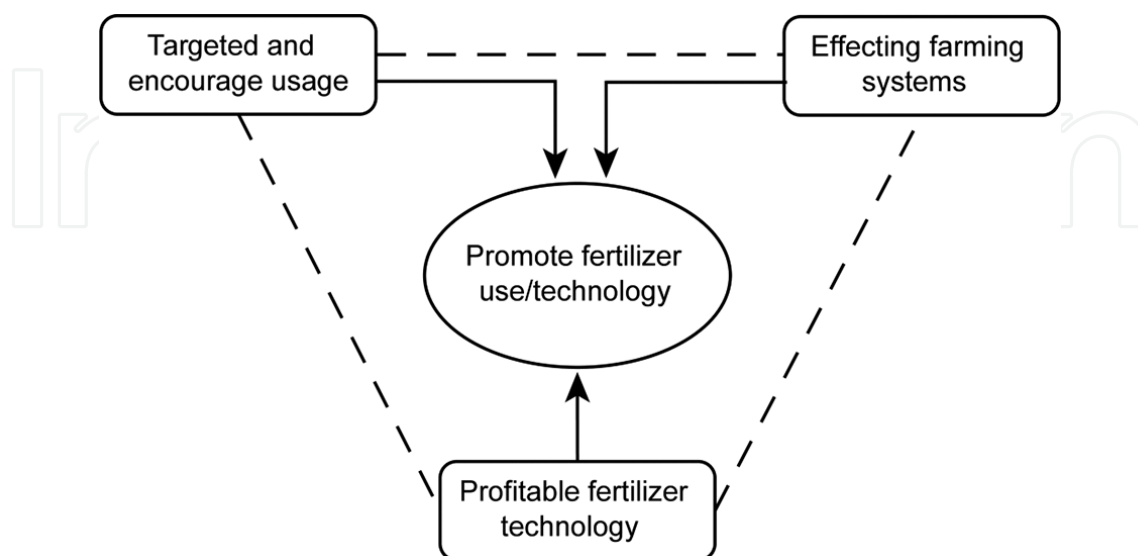 Targeted and
encourage usage
Effecting farming
systems
Promote fertilizer
use/technology
Profitable fertilizer
technology